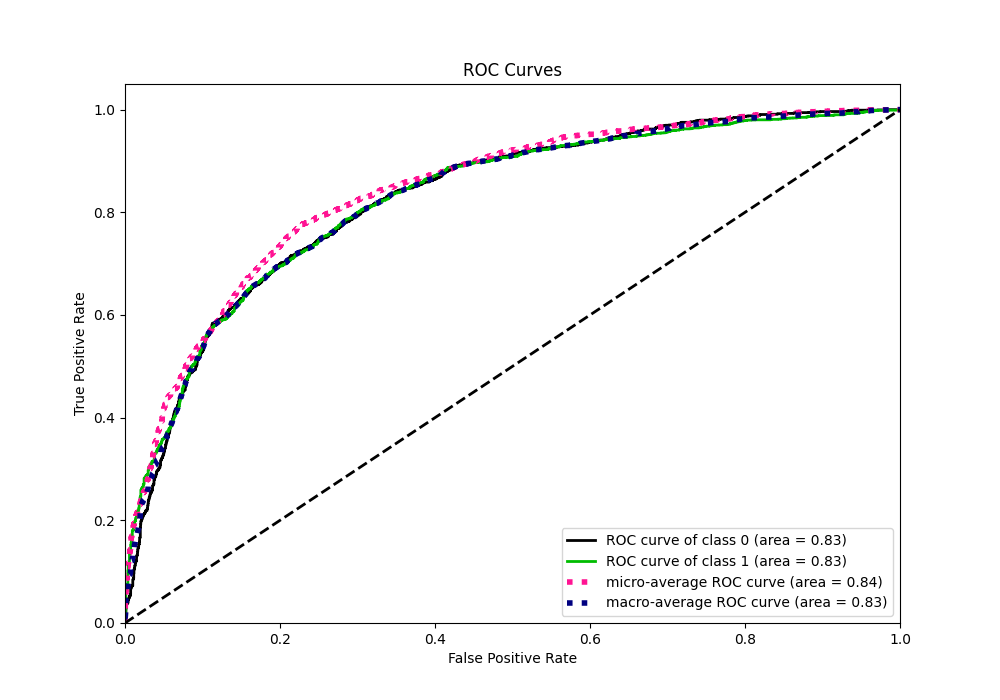 ROC Curves
True Positive Rate
1.0
0.8
0.6
0.4
0.2
0.0
ROC curve of class 0 (area = 0.83)
ROC curve of class 1 (area = 0.83)
micro-average ROC curve (area = 0.84)
macro-average ROC curve (area = 0.83)
0.0 0.2 0.4 0.6 0.8 1.0
False Positive Rate